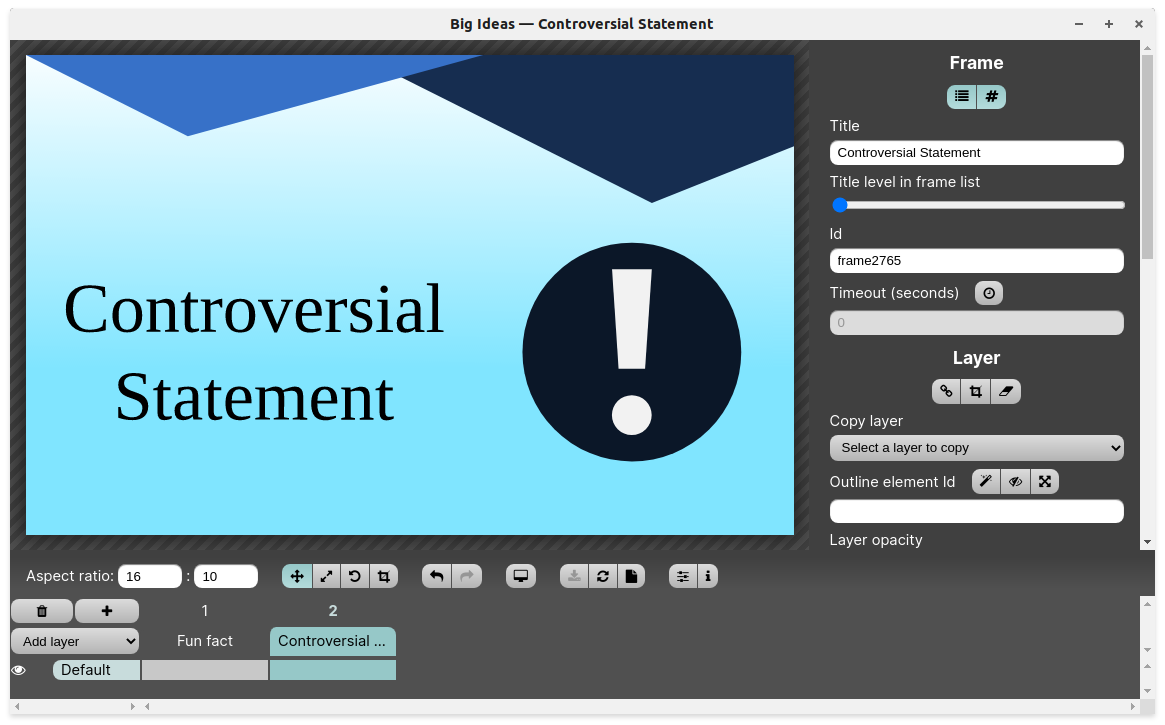 Big Ideas — Controversial Statement
Controversial
Statement
!
Frame
Title
Controversial Statement
Title level in frame list
Id
frame2765
Timeout (seconds)
0
Layer
Copy layer
Select a layer to copy
Outline element Id
Layer opacity
Aspect ratio: 16 : 10
1 2
Add layer Fun fact Controversial ...
Default